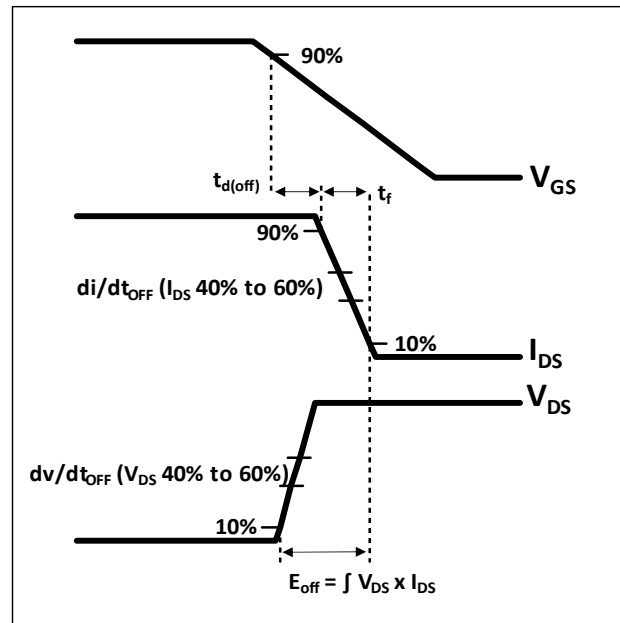 90%
V_GS
t_d(off)
t_f
90%
di/dt_OFF (I_DS 40% to 60%)
10%
I_DS
V_DS
dv/dt_OFF (V_DS 40% to 60%)
10%
E_off = ∫ V_DS x I_DS